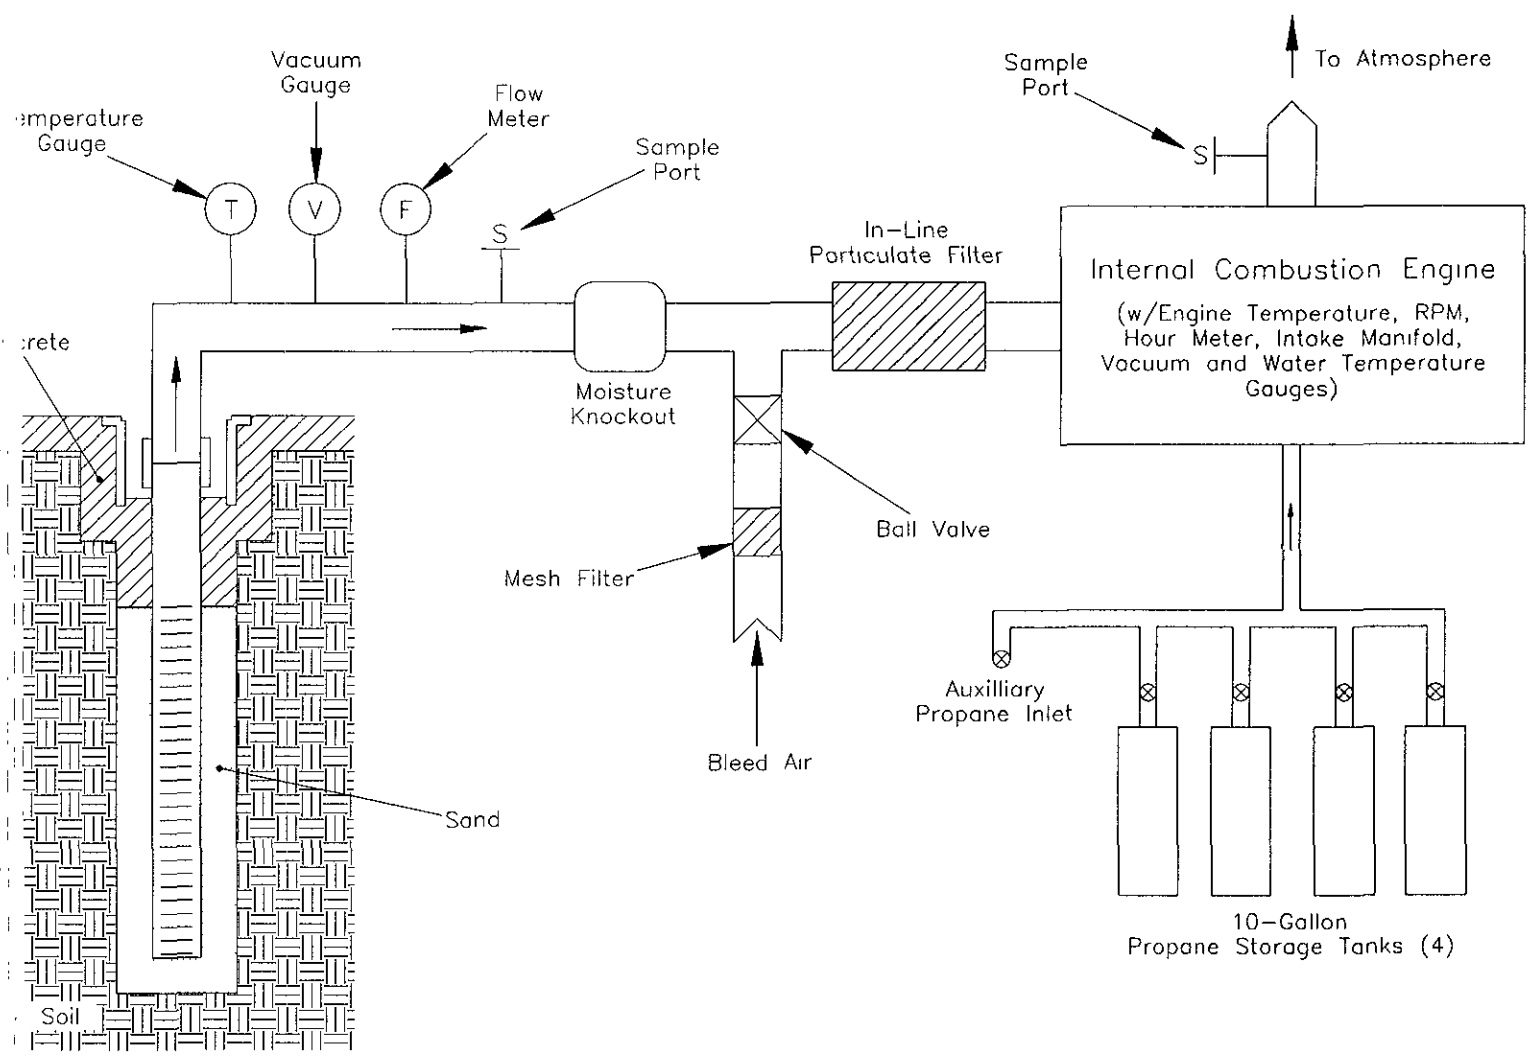 Vacuum
Gauge
emperature
Gauge
Flow
Meter
Sample
Port
Sample
Port
To Atmosphere
T
V
F
S
S
In-Line
Particulate Filter
Internal Combustion Engine
(w/Engine Temperature, RPM,
Hour Meter, Intake Manifold,
Vacuum and Water Temperature
Gauges)
crete
Moisture
Knockout
Ball Valve
Mesh Filter
Auxilliary
Propane Inlet
Bleed Air
Sand
10-Gallon
Propane Storage Tanks (4)
Soil